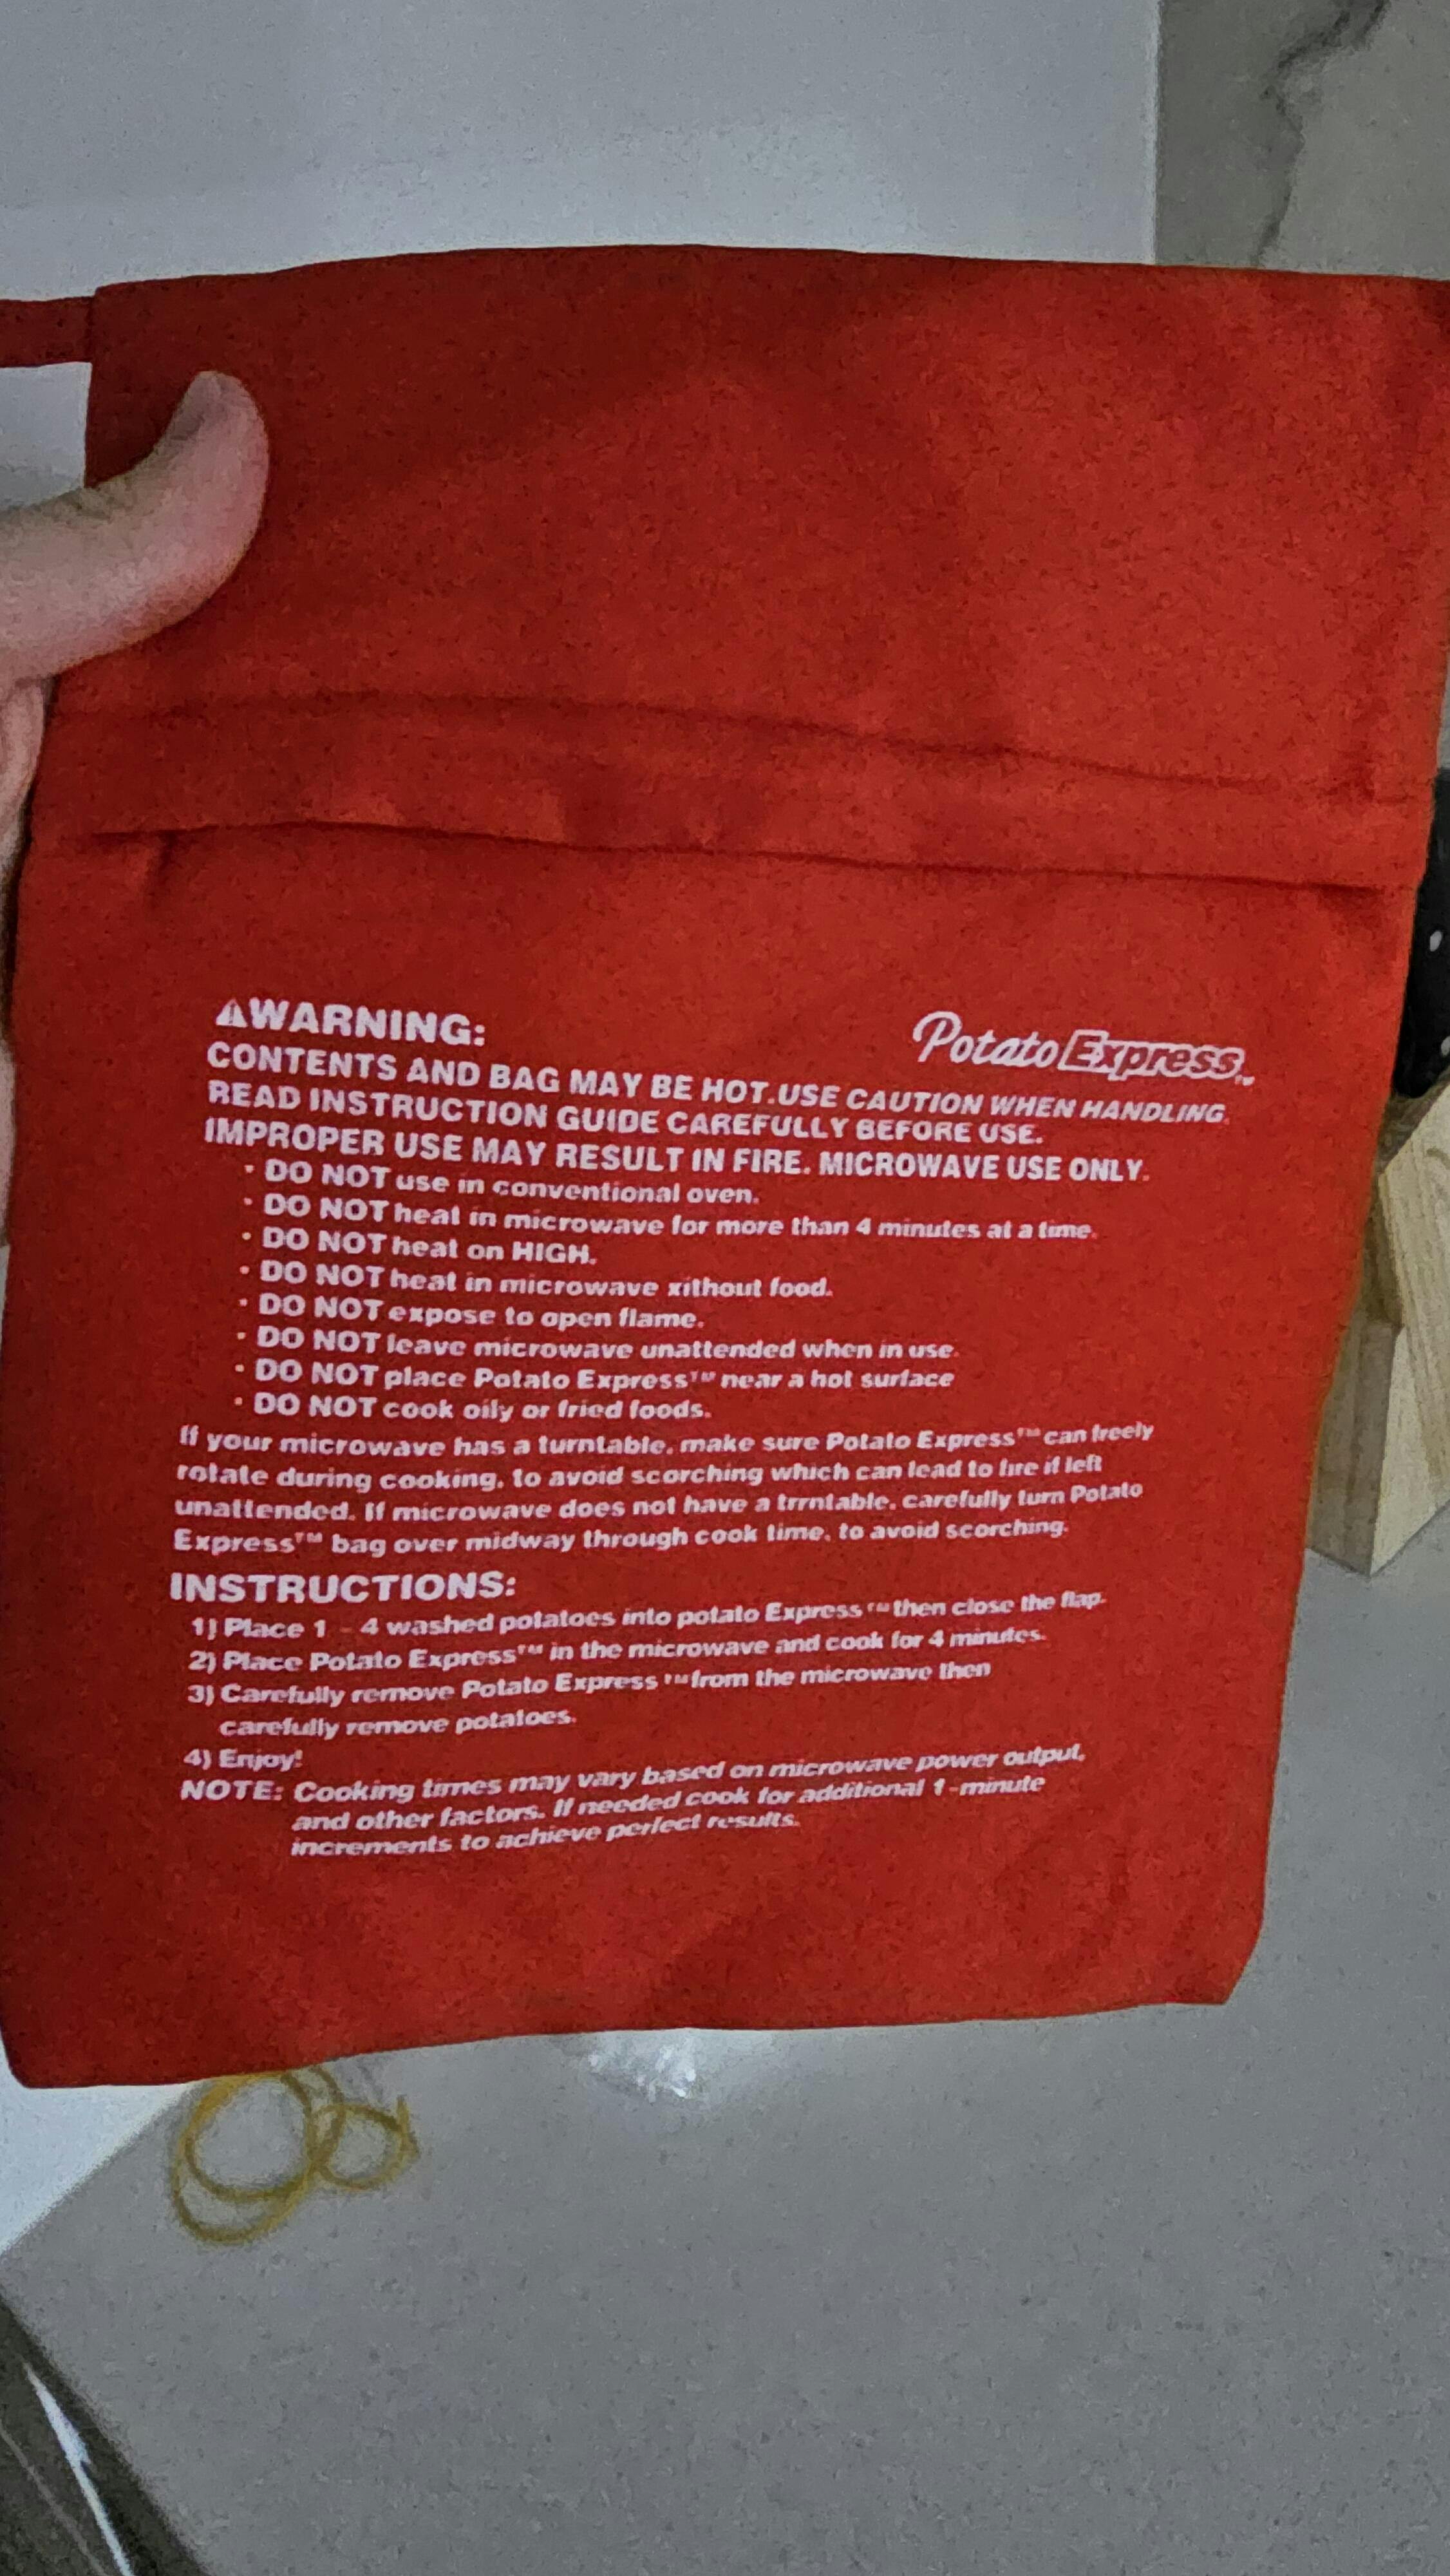 ⚠WARNING:
Potato Express™
CONTENTS AND BAG MAY BE HOT.USE CAUTION WHEN HANDLING.
READ INSTRUCTION GUIDE CAREFULLY BEFORE USE.
IMPROPER USE MAY RESULT IN FIRE. MICROWAVE USE ONLY.
· DO NOT use in conventional oven.
· DO NOT heat in microwave for more than 4 minutes at a time.
· DO NOT heat on HIGH.
· DO NOT heat in microwave xithout food.
· DO NOT expose to open flame.
· DO NOT leave microwave unattended when in use.
· DO NOT place Potato Express™ near a hot surface
· DO NOT cook oily or fried foods.
If your microwave has a turntable, make sure Potato Express™ can freely
rotate during cooking, to avoid scorching which can lead to fire if left
unattended. If microwave does not have a trrntable, carefully turn Potato
Express™ bag over midway through cook time, to avoid scorching.
INSTRUCTIONS:
1) Place 1 - 4 washed potatoes into potato Express™ then close the flap.
2) Place Potato Express™ in the microwave and cook for 4 minutes.
3) Carefully remove Potato Express™ from the microwave then
carefully remove potatoes.
4) Enjoy!
NOTE: Cooking times may vary based on microwave power output,
and other factors. If needed cook for additional 1-minute
increments to achieve perfect results.